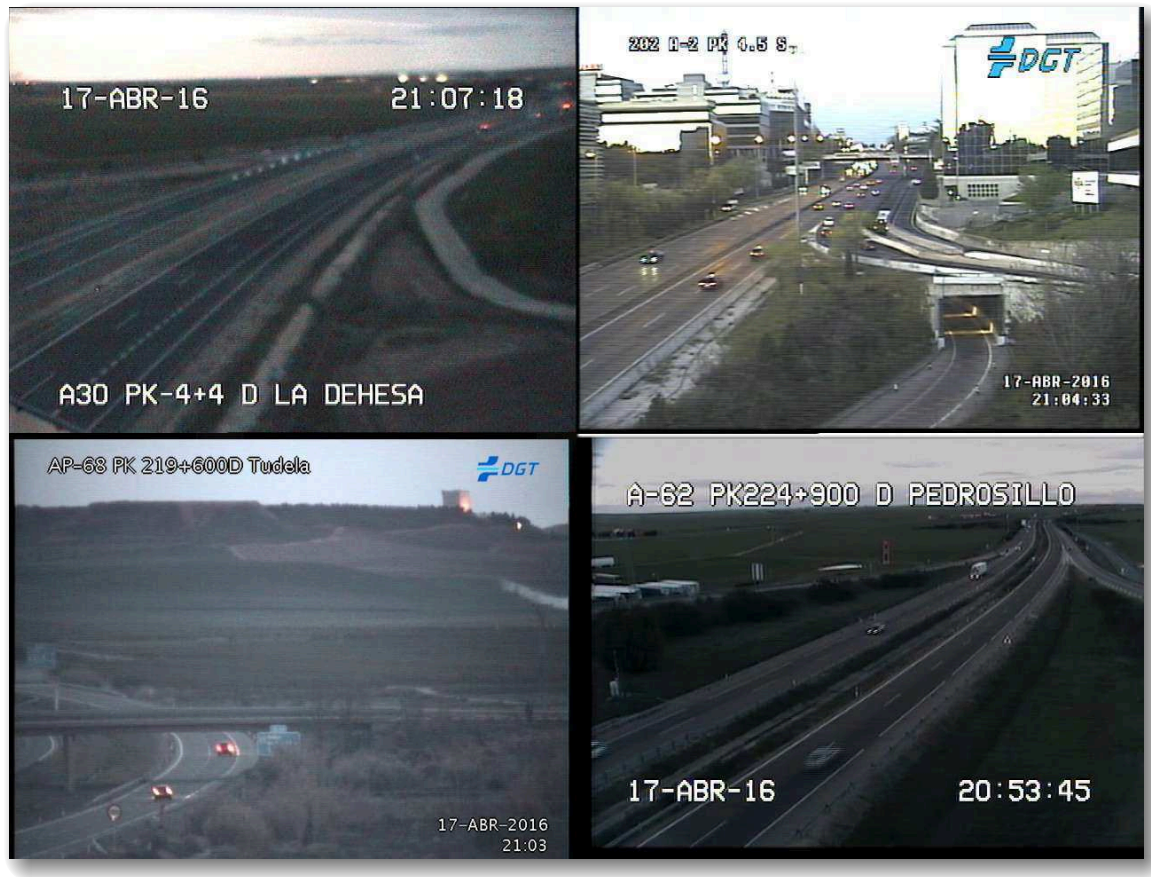 17-ABR-16 21:07:18
A30 PK-4+4 D LA DEHESA
202 A-2 PK 4.5 S
DGT
17-ABR-2016
21:04:33
AP-68 PK 219+600D Tudela
DGT
17-ABR-2016
21:03
A-62 PK224+900 D PEDROSILLO
17-ABR-16 20:53:45